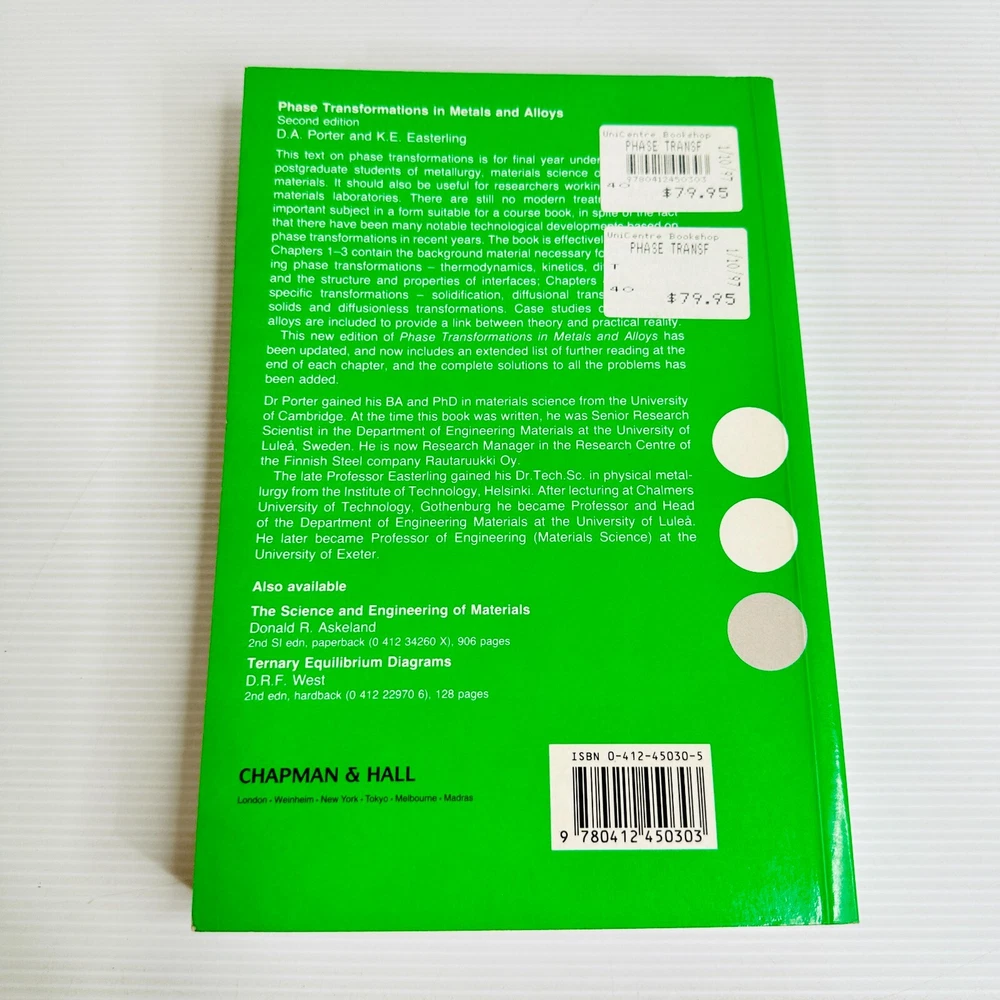 Phase Transformations in Metals and Alloys
Second edition
D.A. Porter and K.E. Easterling
This text on phase transformations is for final year under
postgraduate students of metallurgy, materials science o
materials. It should also be useful for researchers workin
materials laboratories. There are still no modern treat
important subject in a form suitable for a course book, in spite of the fact
that there have been many notable technological developments based on
phase transformations in recent years. The book is effectivel
Chapters 1–3 contain the background material necessary fo
ing phase transformations – thermodynamics, kinetics, di
and the structure and properties of interfaces; Chapters
specific transformations – solidification, diffusional trans
solids and diffusionless transformations. Case studies o
alloys are included to provide a link between theory and practical reality.
This new edition of Phase Transformations in Metals and Alloys has
been updated, and now includes an extended list of further reading at the
end of each chapter, and the complete solutions to all the problems has
been added.
Dr Porter gained his BA and PhD in materials science from the University
of Cambridge. At the time this book was written, he was Senior Research
Scientist in the Department of Engineering Materials at the University of
Luleå, Sweden. He is now Research Manager in the Research Centre of
the Finnish Steel company Rautaruukki Oy.
The late Professor Easterling gained his Dr.Tech.Sc. in physical metal-
lurgy from the Institute of Technology, Helsinki. After lecturing at Chalmers
University of Technology, Gothenburg he became Professor and Head
of the Department of Engineering Materials at the University of Luleå.
He later became Professor of Engineering (Materials Science) at the
University of Exeter.
Also available
The Science and Engineering of Materials
Donald R. Askeland
2nd SI edn, paperback (0 412 34260 X), 906 pages
Ternary Equilibrium Diagrams
D.R.F. West
2nd edn, hardback (0 412 22970 6), 128 pages
CHAPMAN & HALL
London · Weinheim · New York · Tokyo · Melbourne · Madras
UniCentre Bookshop
PHASE TRANSF
9780412450303
40
$79.95
1/10/97
UniCentre Bookshop
PHASE TRANSF
T
40
$79.95
1/10/97
ISBN 0-412-45030-5
9 780412 450303